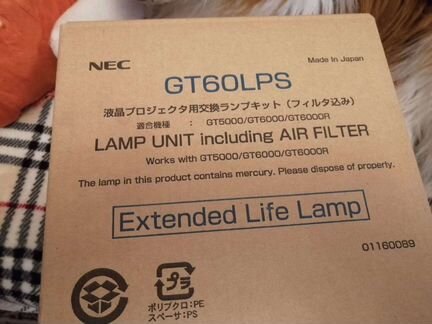 NEC
Made In Japan
GT60LPS
液晶プロジェクタ用交換ランプキット (フィルタ込み)
適合機種 : GT5000/GT6000/GT6000R
LAMP UNIT including AIR FILTER
Works with GT5000/GT6000/GT6000R
The lamp in this product contains mercury. Please dispose of properly.
Extended Life Lamp
01160089
プラ
ポリブクロ:PE
スペーサ:PS